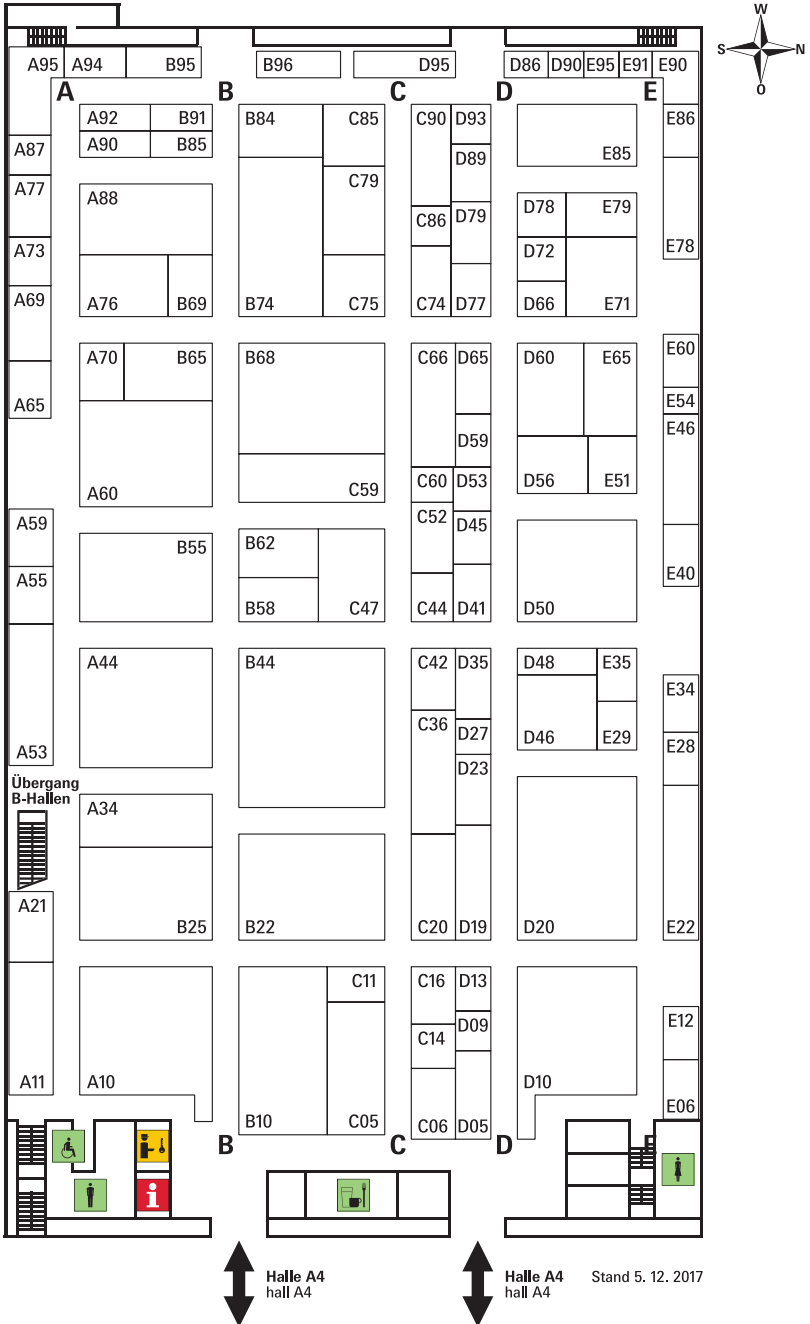 W
S N
O
A95 A94 B95 B96 D95 D86 D90 E95 E91 E90
A B C D E
A92 B91 B84 C85 C90 D93 E86
A90 B85 D89 E85
A87
A77 A88 C79 D79 D78 E79
C86
A73 D72 E78
A69 A76 B69 B74 C75 C74 D77 D66 E71
A70 B65 B68 C66 D65 D60 E65 E60
A65 E54
E46
D59
A60 C59 C60 D53 D56 E51
A59 B55 B62 C52 D45
A55 E40
B58 C47 C44 D41 D50
A44 B44 C42 D35 D48 E35
E34
C36 D27 D46 E29 E28
A53 D23
Übergang
B-Hallen
A34
A21
B25 B22 C20 D19 D20 E22
C11 C16 D13
E12
D09
C14
A11 A10 D10
E06
B10 C05 C06 D05
B C D E
i
Halle A4
hall A4
Halle A4
hall A4
Stand 5. 12. 2017